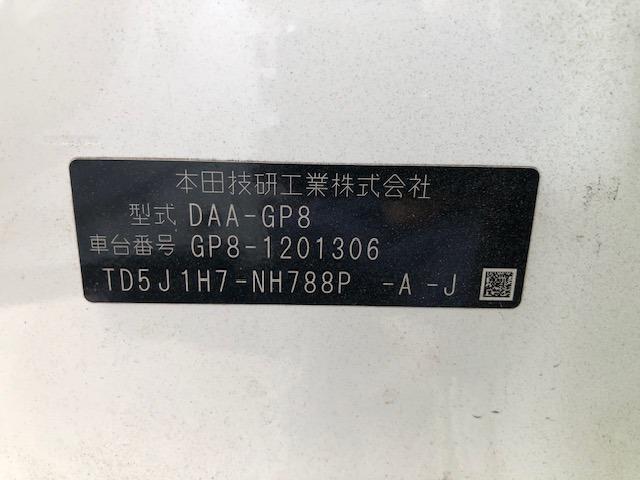 本田技研工業株式会社
型式 DAA-GP8
車台番号 GP8-1201306
TD5J1H7-NH788P -A -J